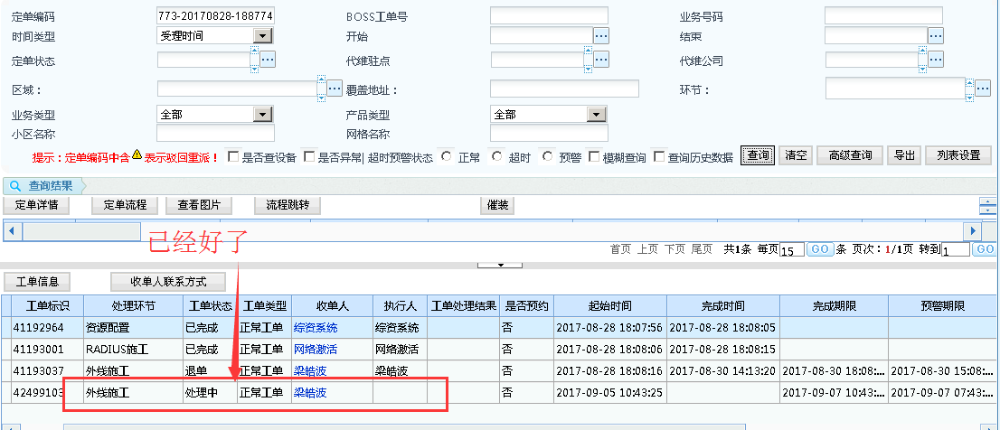 定单编码 773-20170828-188774 BOSS工单号 业务号码
时间类型 受理时间 开始 ... 结束 ...
定单状态 ... 代维驻点 ... 代维公司 ...
区域： ... 覆盖地址： 环节： ...
业务类型 全部 产品类型 全部
小区名称 网格名称
提示：定单编码中含 表示驳回重派！ 是否查设备 是否异常| 超时预警状态 正常 超时 预警 模糊查询 查询历史数据 查询 清空 高级查询 导出 列表设置
查询结果
定单详情 定单流程 查看图片 流程跳转 催装
已经好了
首页 上页 下页 尾页 共1条 每页15 GO 条 页次：1/1页 转到1 GO
工单信息 收单人联系方式
工单标识 处理环节 工单状态 工单类型 收单人 执行人 工单处理结果 是否预约 起始时间 完成时间 完成期限 预警期限
41192964 资源配置 已完成 正常工单 综资系统 综资系统 否 2017-08-28 18:07:56 2017-08-28 18:08:05
41193001 RADIUS施工 已完成 正常工单 网络激活 网络激活 否 2017-08-28 18:08:06 2017-08-28 18:08:15
41193037 外线施工 退单 正常工单 梁皓波 梁皓波 否 2017-08-28 18:08:16 2017-08-30 14:13:20 2017-08-30 18:08:... 2017-08-30 15:08:...
42499103 外线施工 处理中 正常工单 梁皓波 否 2017-09-05 10:43:25 2017-09-07 10:43:... 2017-09-07 07:43:...